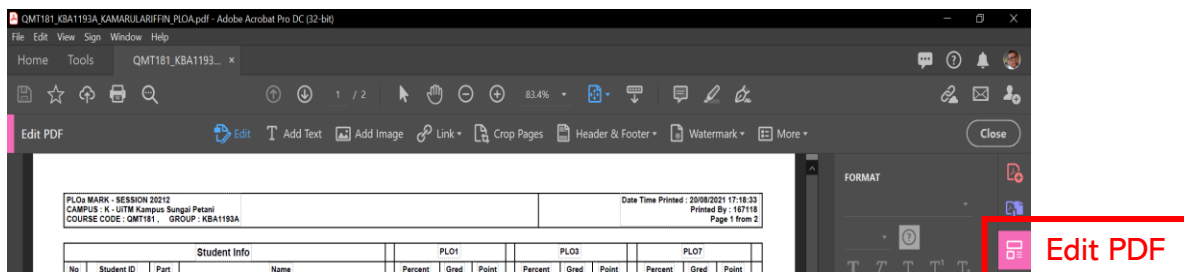 QMT181_KBA1193A_KAMARULARIFFIN_PLOA.pdf - Adobe Acrobat Pro DC (32-bit)
File Edit View Sign Window Help
Home Tools QMT181_KBA1193... ×
1 / 2 83.4%
Edit PDF Edit Add Text Add Image Link Crop Pages Header & Footer Watermark More Close
FORMAT
PLOa MARK - SESSION 20212 Date Time Printed : 20/08/2021 17:18:33
CAMPUS : K - UiTM Kampus Sungai Petani Printed By : 167118
COURSE CODE : QMT181 , GROUP : KBA1193A Page 1 from 2
Student Info PLO1 PLO3 PLO7
No Student ID Part Name Percent Gred Point Percent Gred Point Percent Gred Point
Edit PDF